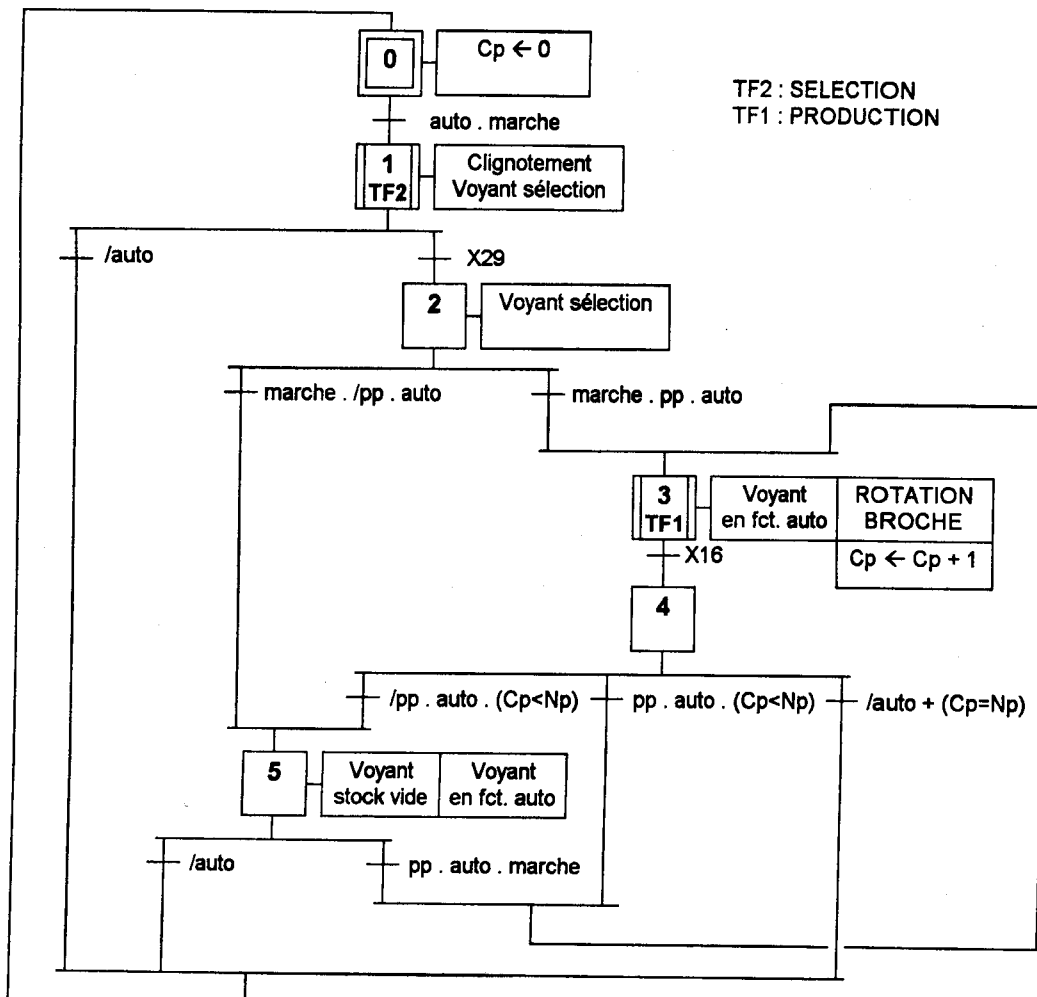 0
Cp ← 0
TF2 : SELECTION
TF1 : PRODUCTION
auto . marche
1
TF2
Clignotement
Voyant sélection
/auto
X29
2
Voyant sélection
marche . /pp . auto
marche . pp . auto
3
TF1
Voyant
en fct. auto
ROTATION
BROCHE
Cp ← Cp + 1
X16
4
/pp . auto . (Cp<Np)
pp . auto . (Cp<Np)
/auto + (Cp=Np)
5
Voyant
stock vide
Voyant
en fct. auto
/auto
pp . auto . marche